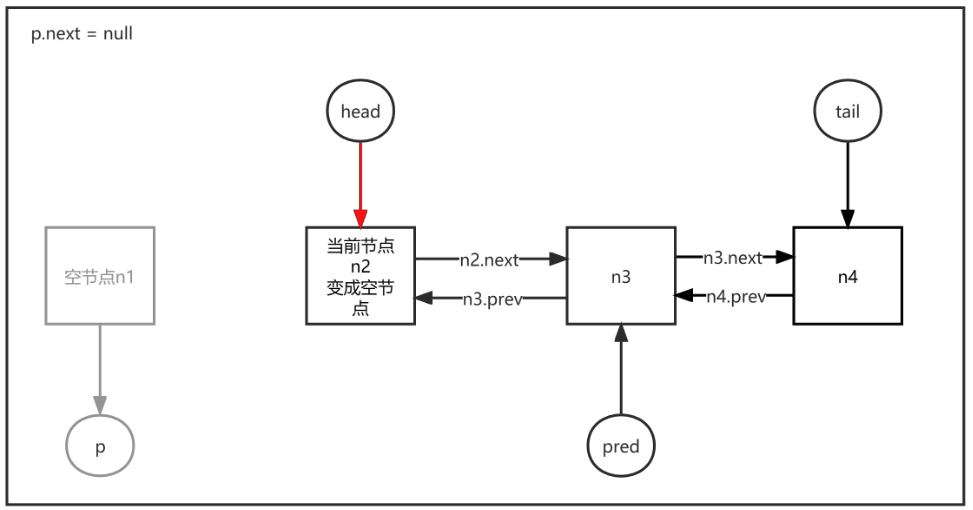 p.next = null
head
tail
空节点n1
当前节点
n2
变成空节
点
n2.next
n3.prev
n3
n3.next
n4.prev
n4
p
pred